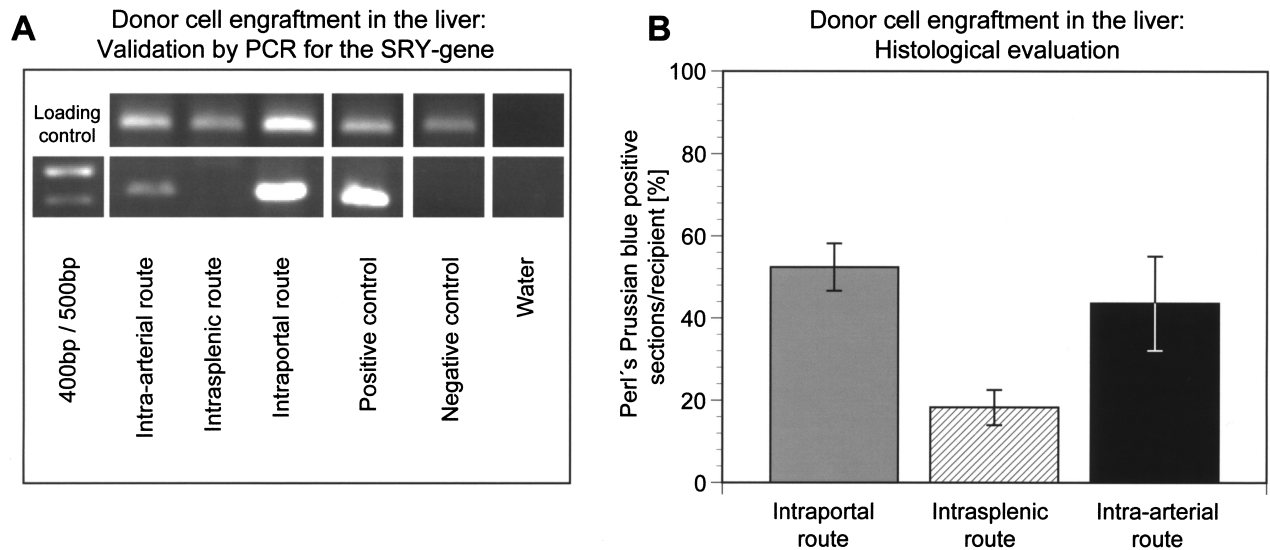 A
Donor cell engraftment in the liver:
Validation by PCR for the SRY-gene
Loading
control
400bp / 500bp
Intra-arterial route
Intrasplenic route
Intraportal route
Positive control
Negative control
Water
B
Donor cell engraftment in the liver:
Histological evaluation
Perl´s Prussian blue positive
sections/recipient [%]
100
80
60
40
20
0
Intraportal
route
Intrasplenic
route
Intra-arterial
route